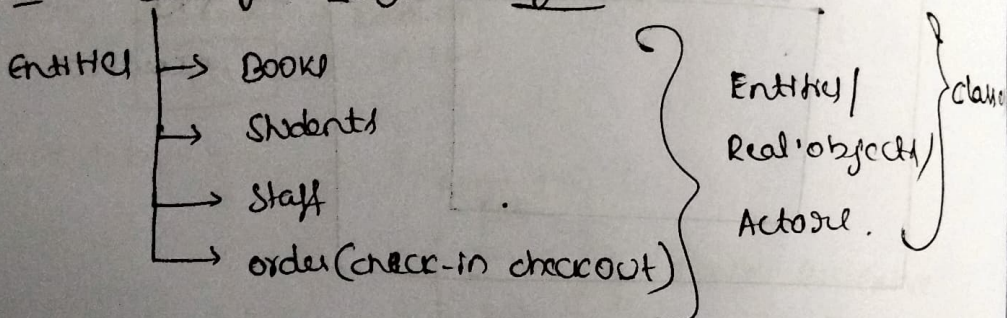 Entities → Books
→ Students
→ Staff
→ order (check-in checkout)
Entities /
Real objects /
Actors.